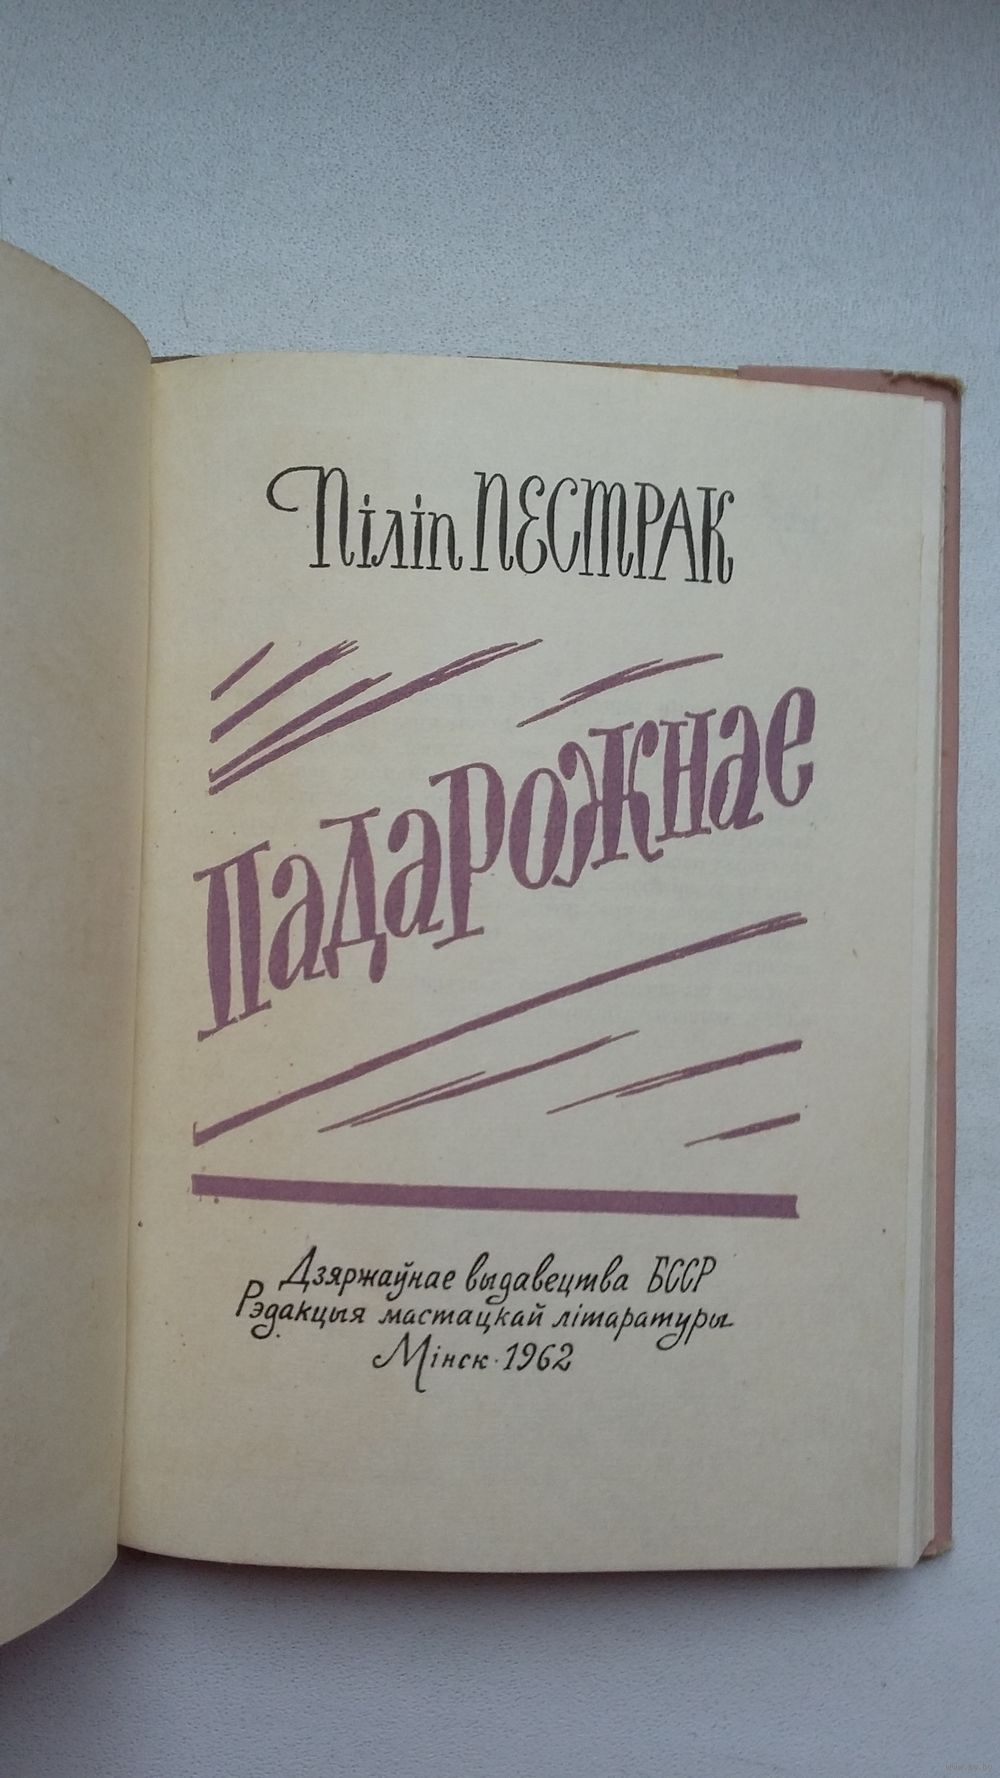 Піліп ПЕСТРАК
Падарожнае
Дзяржаўнае выдавецтва БССР
Рэдакцыя мастацкай літаратуры
Мінск · 1962